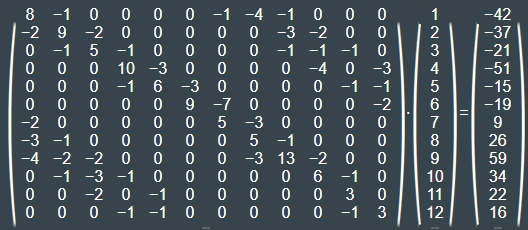 8 −1 0 0 0 0 −1 −4 −1 0 0 0 1 −42
−2 9 −2 0 0 0 0 0 −3 −2 0 0 2 −37
0 −1 5 −1 0 0 0 0 −1 −1 −1 0 3 −21
0 0 0 10 −3 0 0 0 0 −4 0 −3 4 −51
0 0 0 −1 6 −3 0 0 0 0 −1 −1 5 −15
0 0 0 0 0 9 −7 0 0 0 0 −2 · 6 = −19
−2 0 0 0 0 0 5 −3 0 0 0 0 7 9
−3 −1 0 0 0 0 0 5 −1 0 0 0 8 26
−4 −2 −2 0 0 0 0 −3 13 −2 0 0 9 59
0 −1 −3 −1 0 0 0 0 0 6 −1 0 10 34
0 0 −2 0 −1 0 0 0 0 0 3 0 11 22
0 0 0 −1 −1 0 0 0 0 0 −1 3 12 16